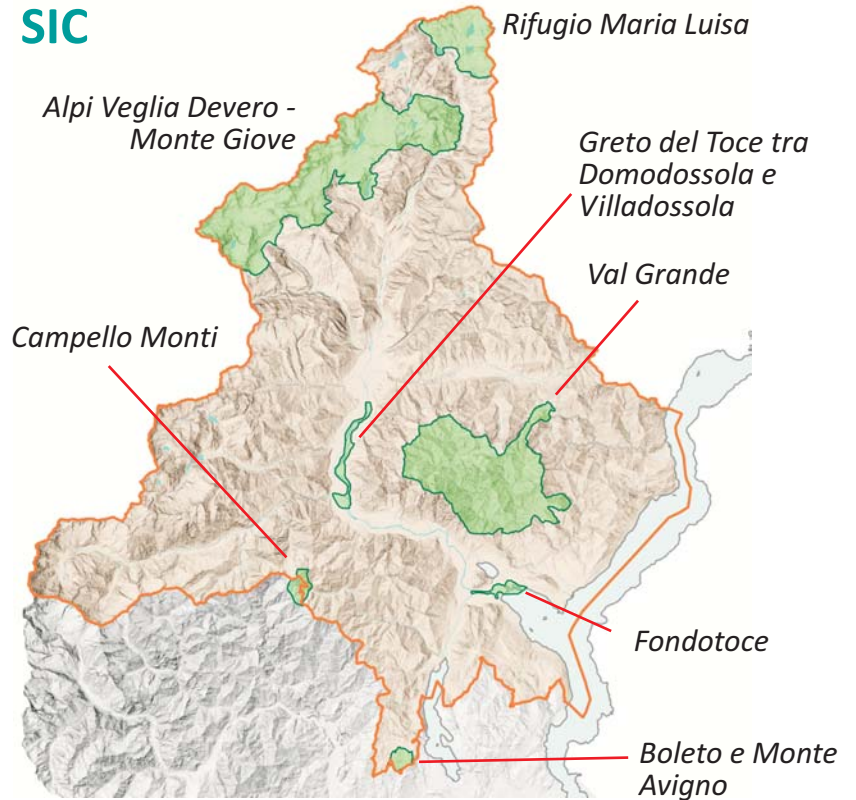 SIC
Rifugio Maria Luisa
Alpi Veglia Devero -
Monte Giove
Greto del Toce tra
Domodossola e
Villadossola
Val Grande
Campello Monti
Fondotoce
Boleto e Monte
Avigno